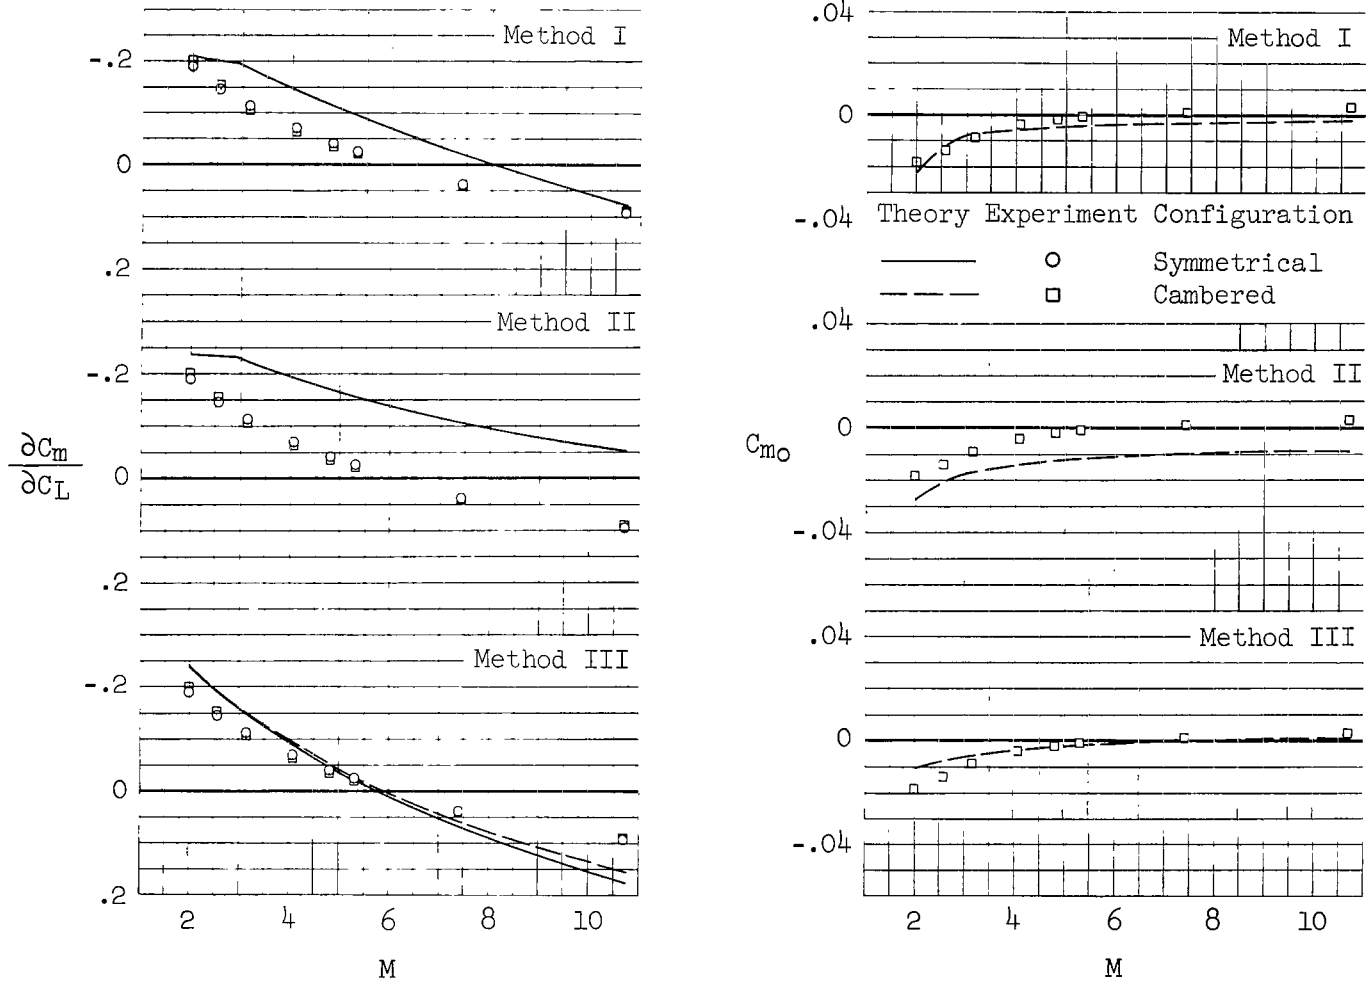 Method I
-.2
0
.2
Method II
-.2
∂Cm
∂CL
0
.2
Method III
-.2
0
.2
2 4 6 8 10
M
.04
Method I
0
-.04
Theory Experiment Configuration
Symmetrical
Cambered
.04
Method II
0
Cmo
-.04
.04
Method III
0
-.04
2 4 6 8 10
M